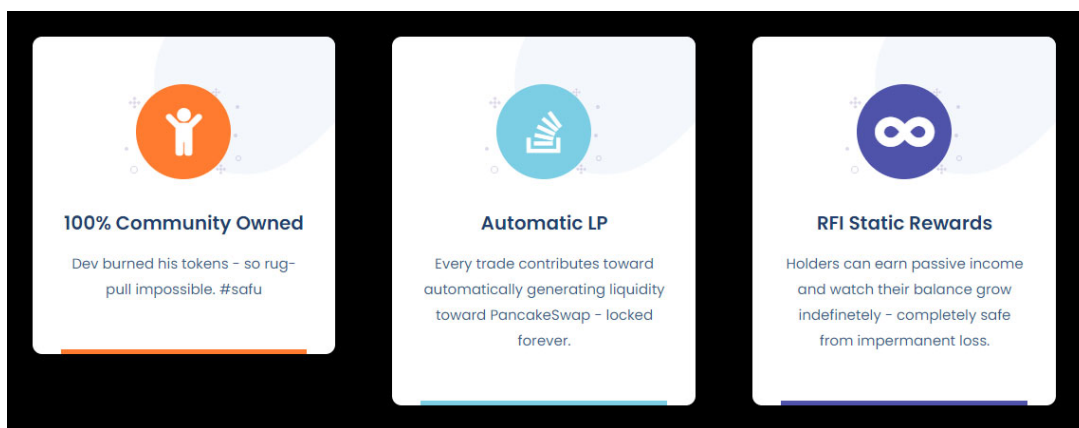 100% Community Owned
Dev burned his tokens - so rug-
pull impossible. #safu
Automatic LP
Every trade contributes toward
automatically generating liquidity
toward PancakeSwap - locked
forever.
RFI Static Rewards
Holders can earn passive income
and watch their balance grow
indefinetely - completely safe
from impermanent loss.